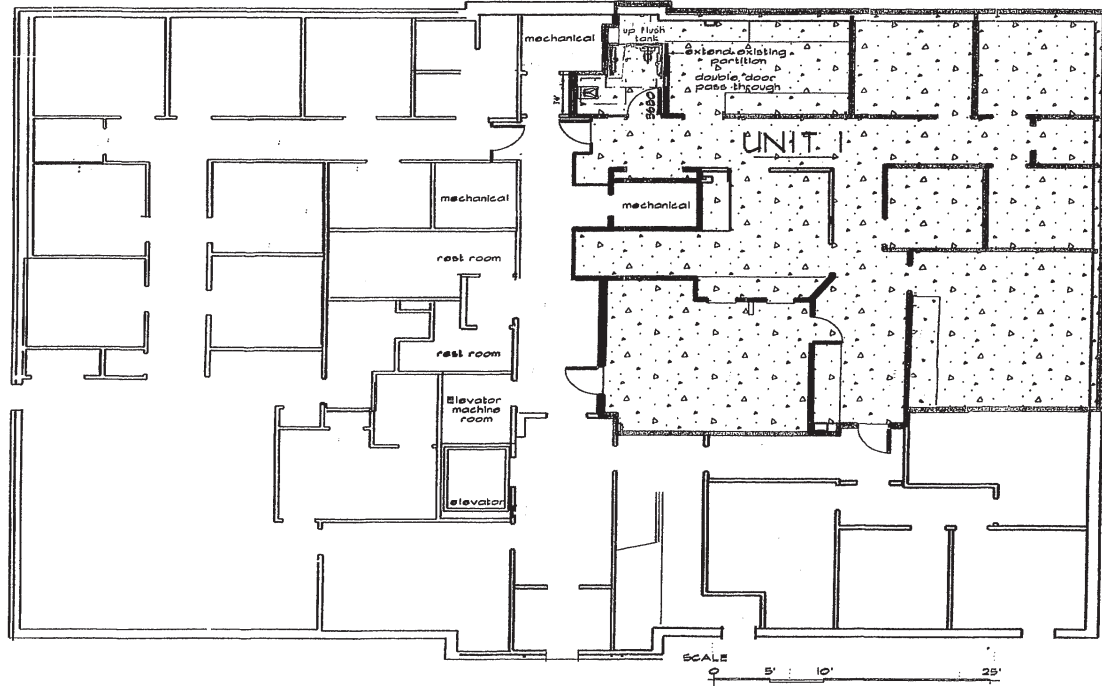 mechanical
up flush
tank
extend existing
partition
double door
pass through
3680
UNIT 1
mechanical
mechanical
rest room
rest room
Elevator
machine
room
elevator
SCALE
0 5' 10' 25'